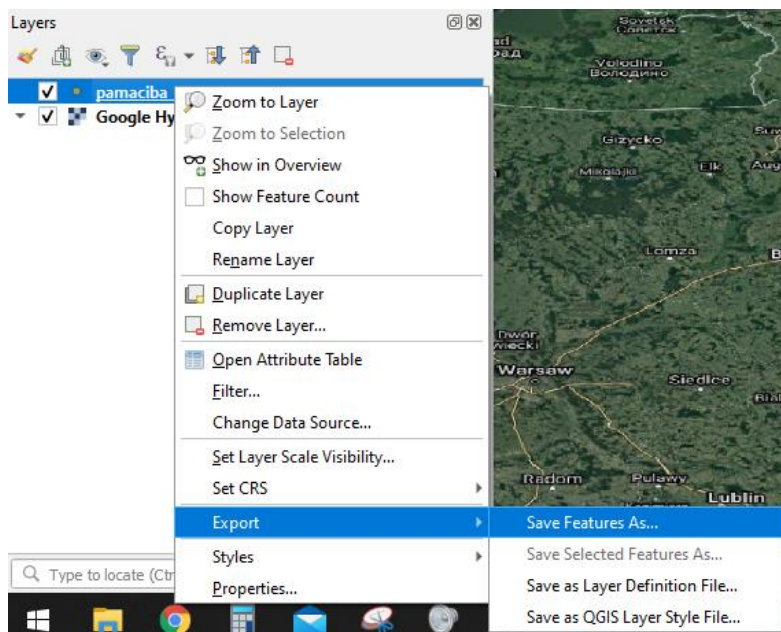 Layers
pamaciba
Google Hy
Zoom to Layer
Zoom to Selection
Show in Overview
Show Feature Count
Copy Layer
Rename Layer
Duplicate Layer
Remove Layer...
Open Attribute Table
Filter...
Change Data Source...
Set Layer Scale Visibility...
Set CRS
Export
Styles
Properties...
Save Features As...
Save Selected Features As...
Save as Layer Definition File...
Save as QGIS Layer Style File...
Type to locate (Ctr
Sovetsk
Советск
Volodino
Володино
Gizycko
Mikolajki
Elk
Aug
Lomza
Dwór
Warsaw
Siedlce
Radom
Pulawy
Lublin